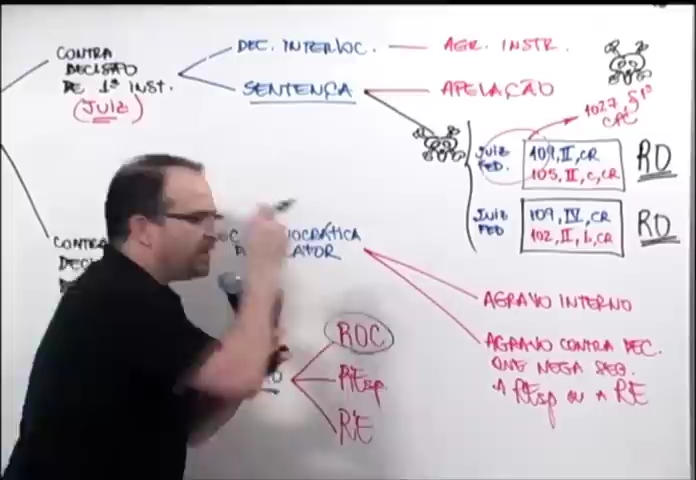 CONTRA
DECISÃO
DE 1ª INST.
(JUIZ)
DEC. INTERLOC. — AGR. INSTR.
SENTENÇA — APELAÇÃO
1027, §1º
CPC
JUIZ
FED.
109, II, CR
105, II, C, CR
RO
JUIZ
FED
109, IV, CR
102, II, b, CR
RO
CONTRA
AGRAVO INTERNO
AGRAVO CONTRA DEC.
QUE NEGA SEG.
A REsp OU A RE
ROC
REsp
RE